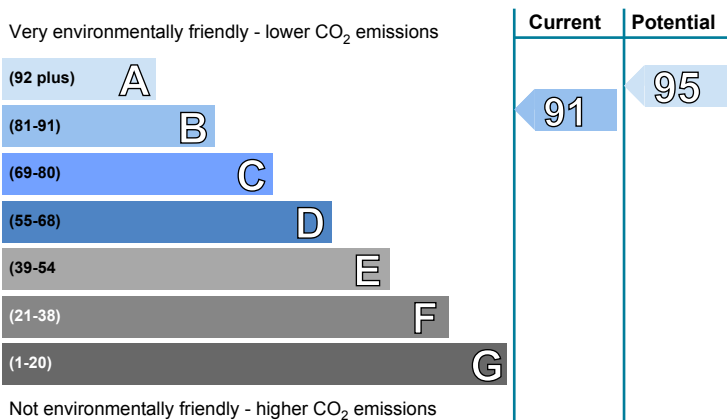 Very environmentally friendly - lower CO2 emissions
Current
Potential
(92 plus) A
(81-91) B
(69-80) C
(55-68) D
(39-54 E
(21-38) F
(1-20) G
91
95
Not environmentally friendly - higher CO2 emissions